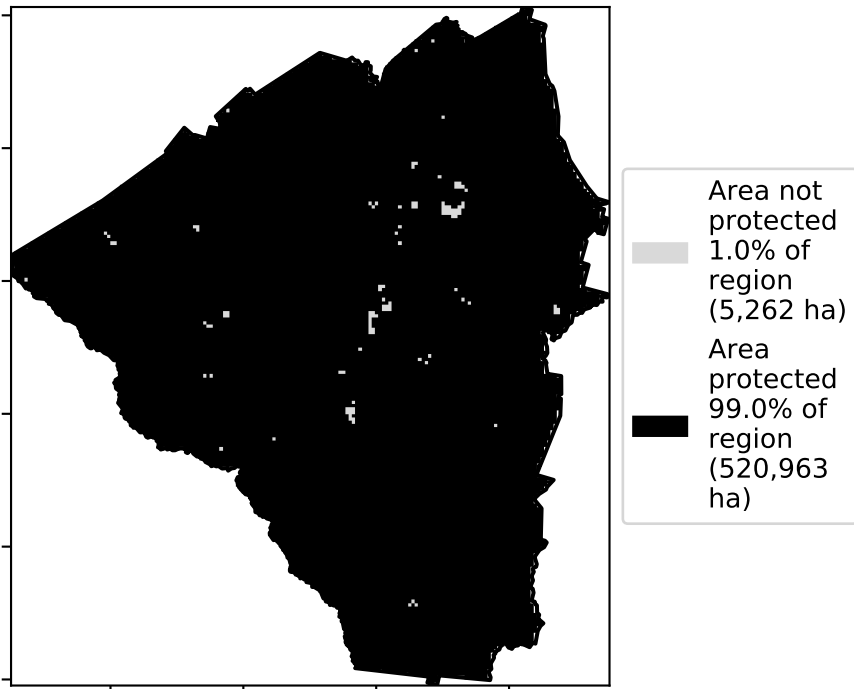 Area not
protected
1.0% of
region
(5,262 ha)
Area
protected
99.0% of
region
(520,963
ha)